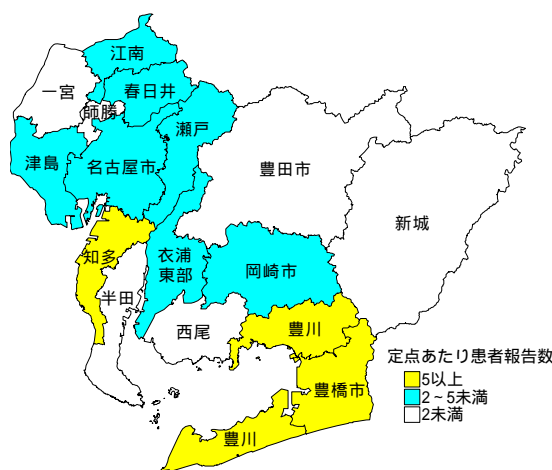 江南
一宮
春日井
師勝
瀬戸
津島
名古屋市
豊田市
新城
知多
衣浦
東部
岡崎市
半田
西尾
豊川
定点あたり患者報告数
5以上
2~5未満
2未満
豊橋市
豊川